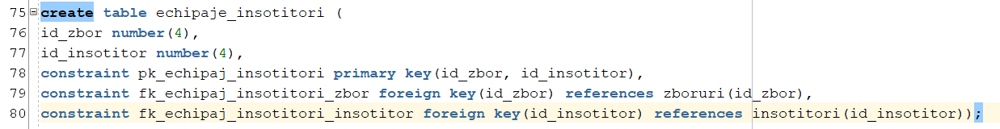 75 create table echipaje_insotitori (
76 id_zbor number(4),
77 id_insotitor number(4),
78 constraint pk_echipaj_insotitori primary key(id_zbor, id_insotitor),
79 constraint fk_echipaj_insotitori_zbor foreign key(id_zbor) references zboruri(id_zbor),
80 constraint fk_echipaj_insotitori_insotitor foreign key(id_insotitor) references insotitori(id_insotitor));